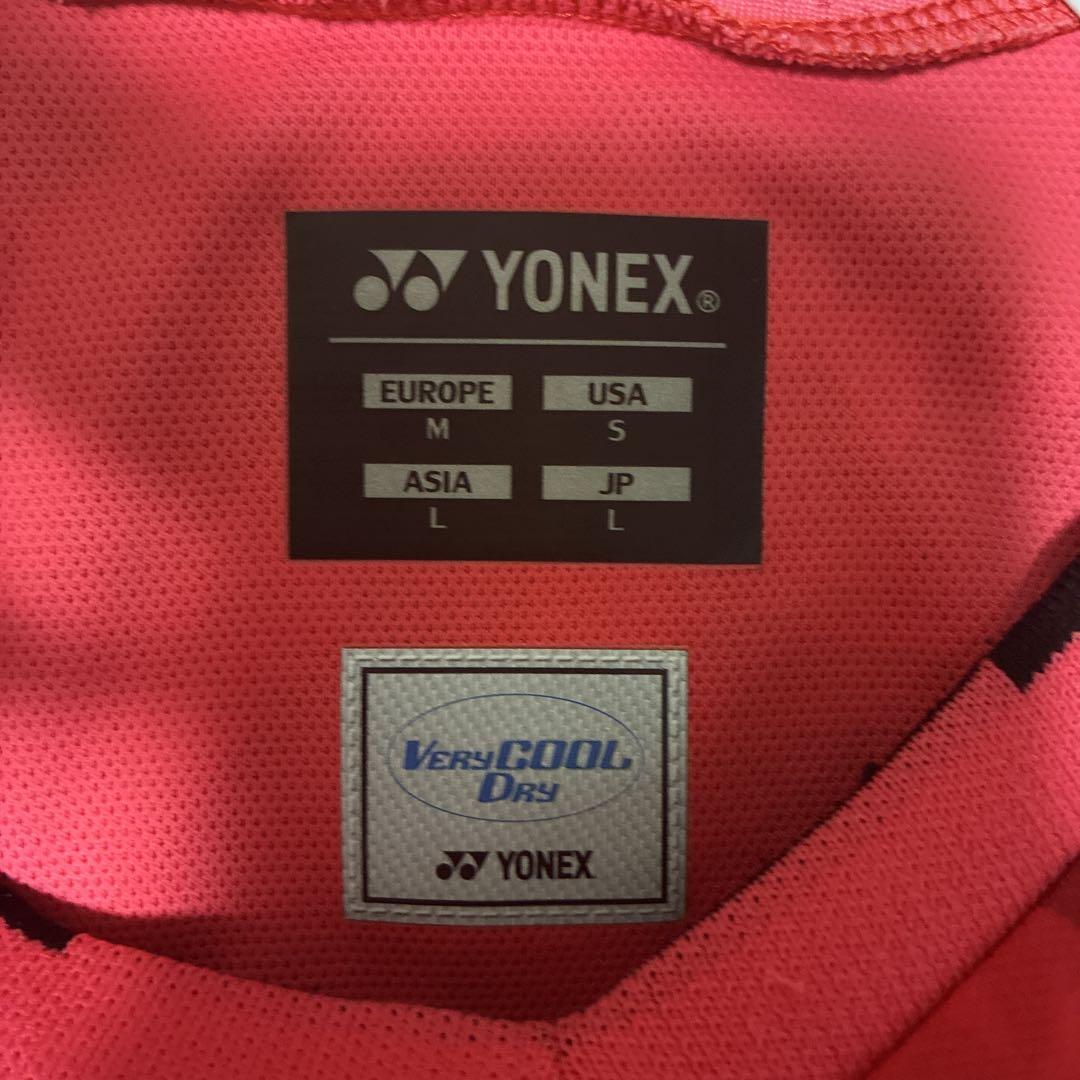 YONEX®
EUROPE USA
M S
ASIA JP
L L
VERY COOL
DRY
YONEX